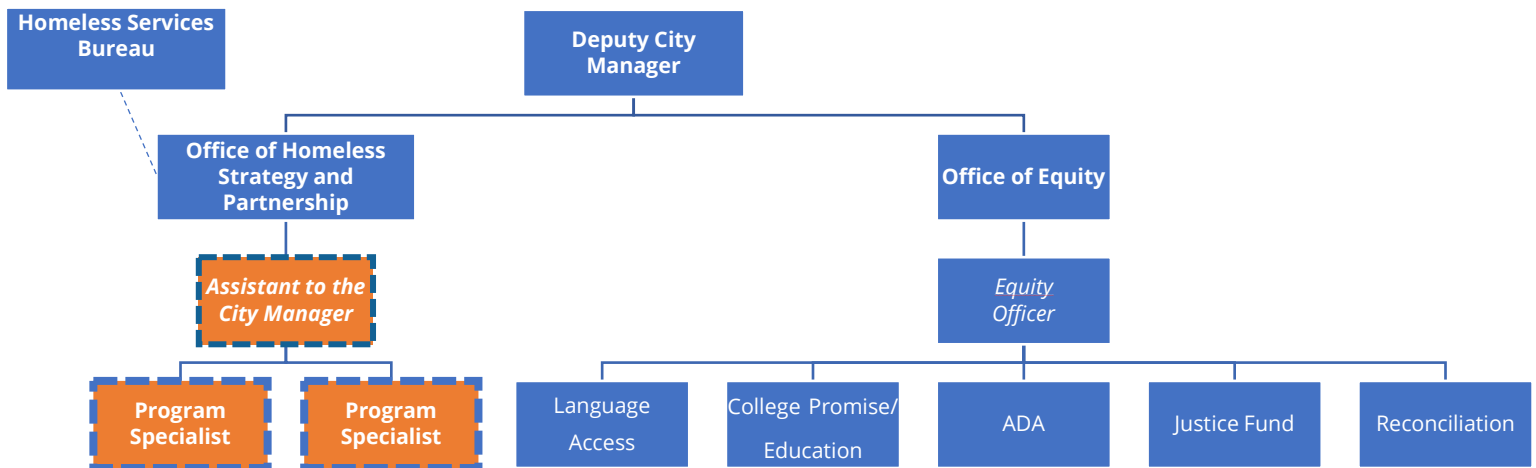 Homeless Services
Bureau
Deputy City
Manager
Office of Homeless
Strategy and
Partnership
Office of Equity
Assistant to the
City Manager
Equity
Officer
Program
Specialist
Program
Specialist
Language
Access
College Promise/
Education
ADA
Justice Fund
Reconciliation